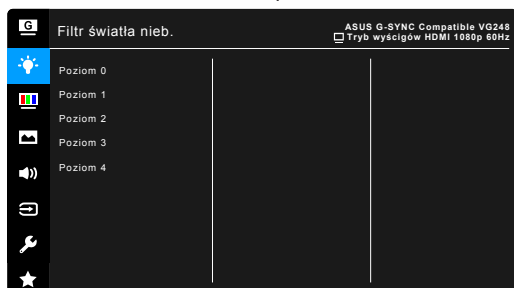 G
Filtr światła nieb.
ASUS G-SYNC Compatible VG248
Tryb wyścigów HDMI 1080p 60Hz
Poziom 0
Poziom 1
Poziom 2
Poziom 3
Poziom 4